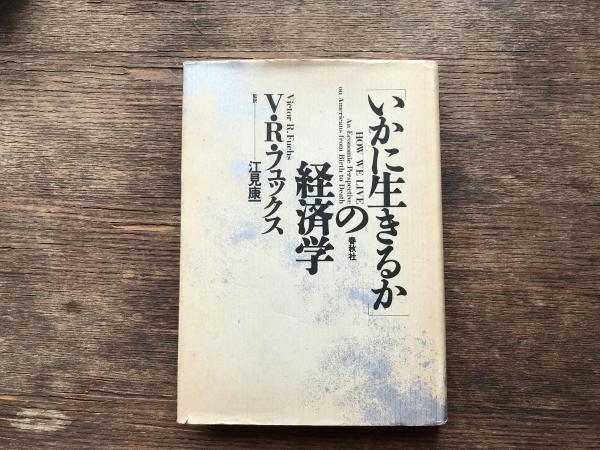 「いかに生きるか」
HOW WE LIVE
An Economic Perspective
on Americans from Birth to Death
の
経済学
春秋社
V・R・フュックス
Victor R. Fuchs
監訳
江見康一